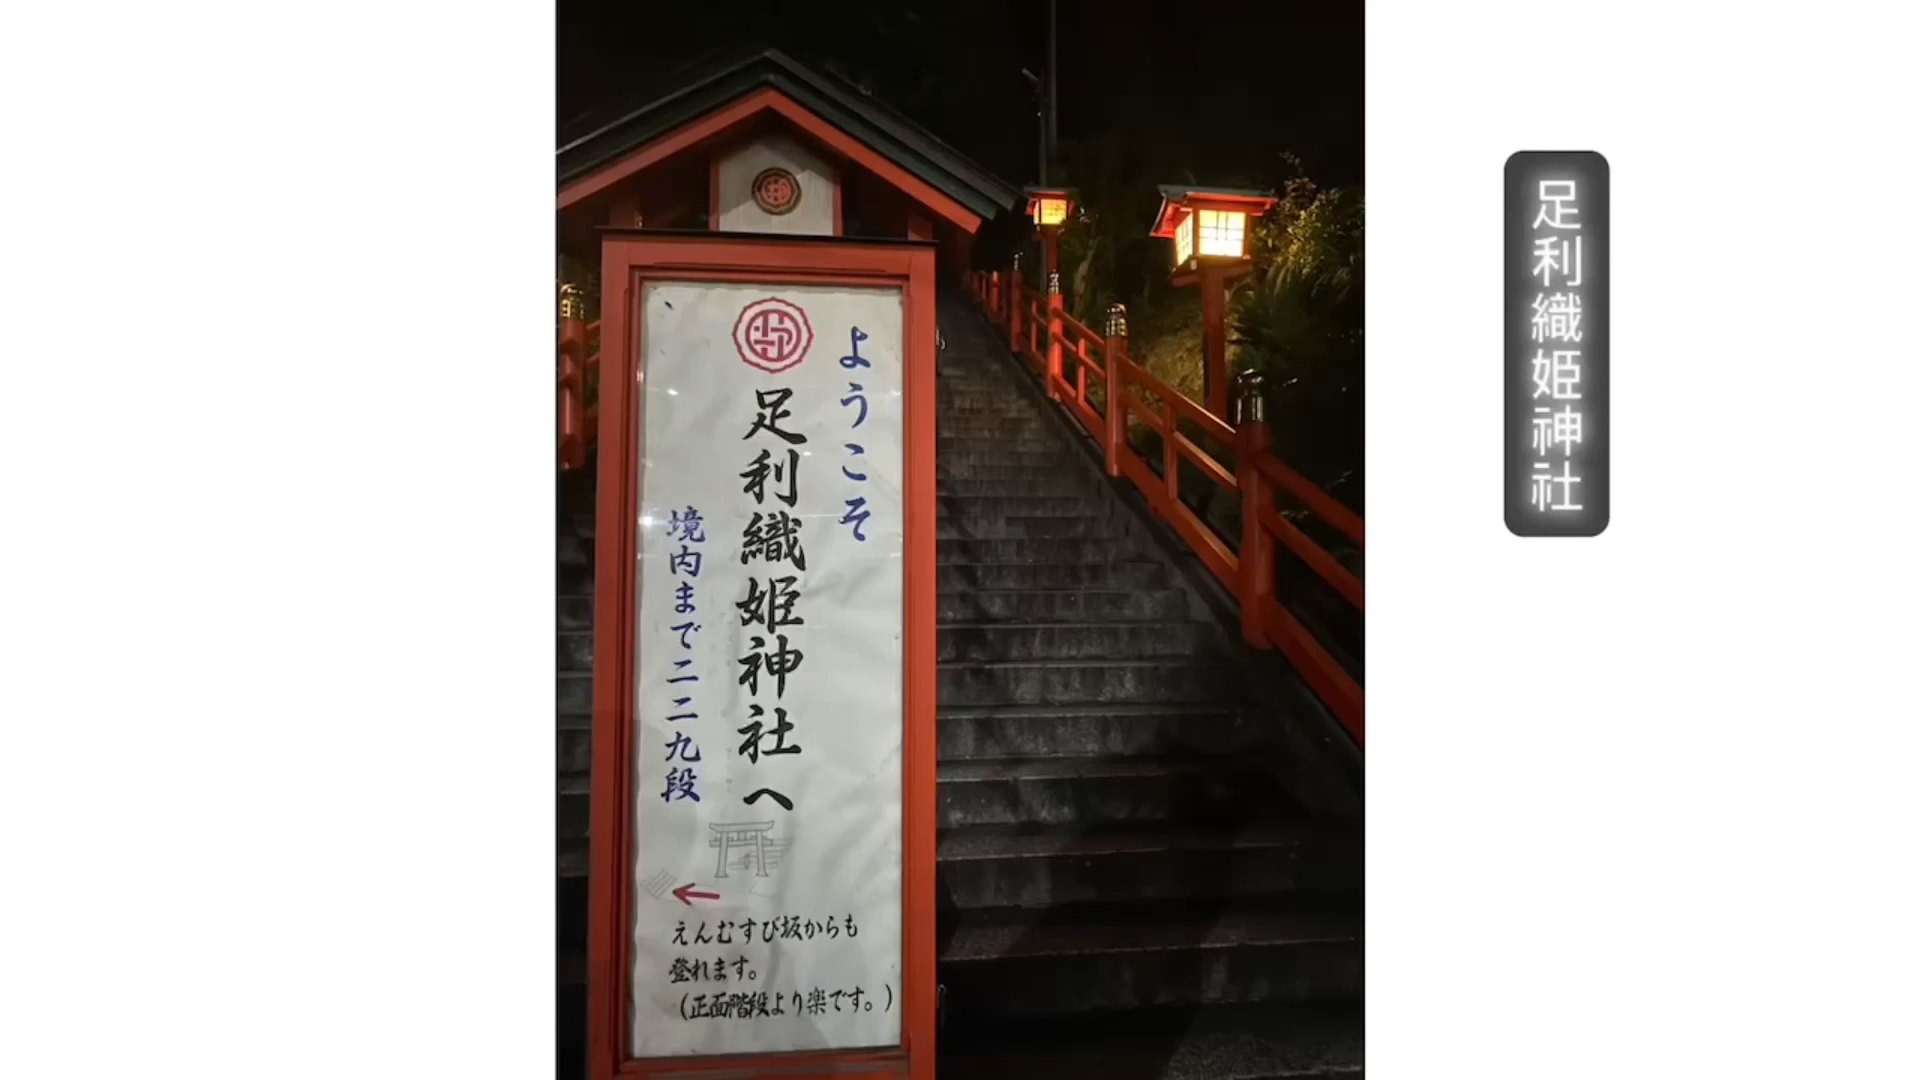 ようこそ
足利織姫神社へ
境内まで二二九段
えんむすび坂からも
登れます。
(正面階段より楽です。)
足利織姫神社